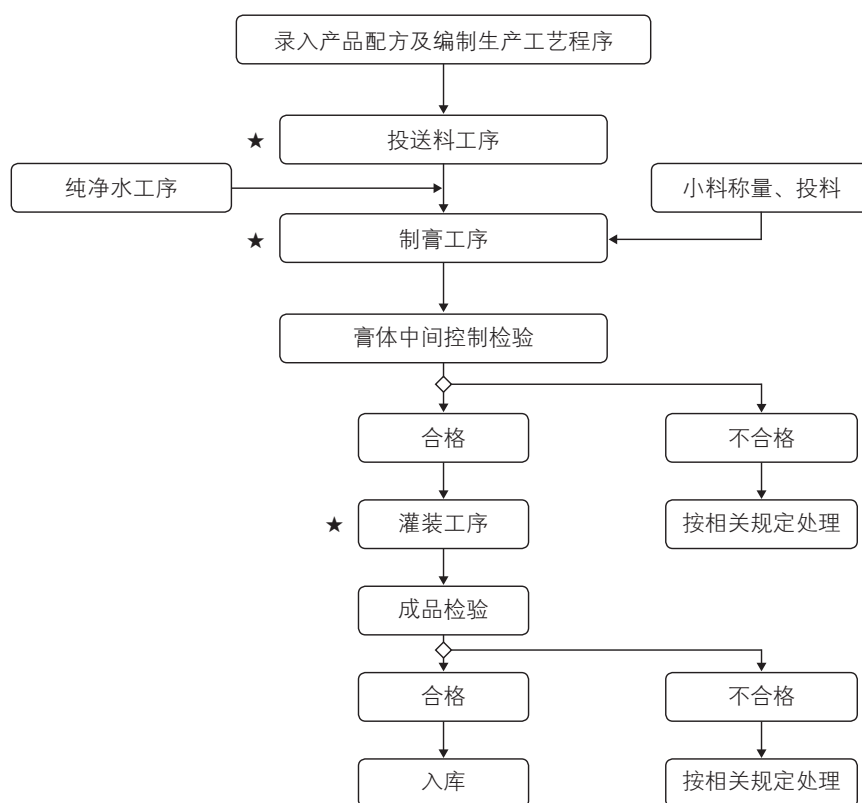 录入产品配方及编制生产工艺程序
★ 投送料工序
纯净水工序
小料称量、投料
★ 制膏工序
膏体中间控制检验
合格
不合格
★ 灌装工序
按相关规定处理
成品检验
合格
不合格
入库
按相关规定处理